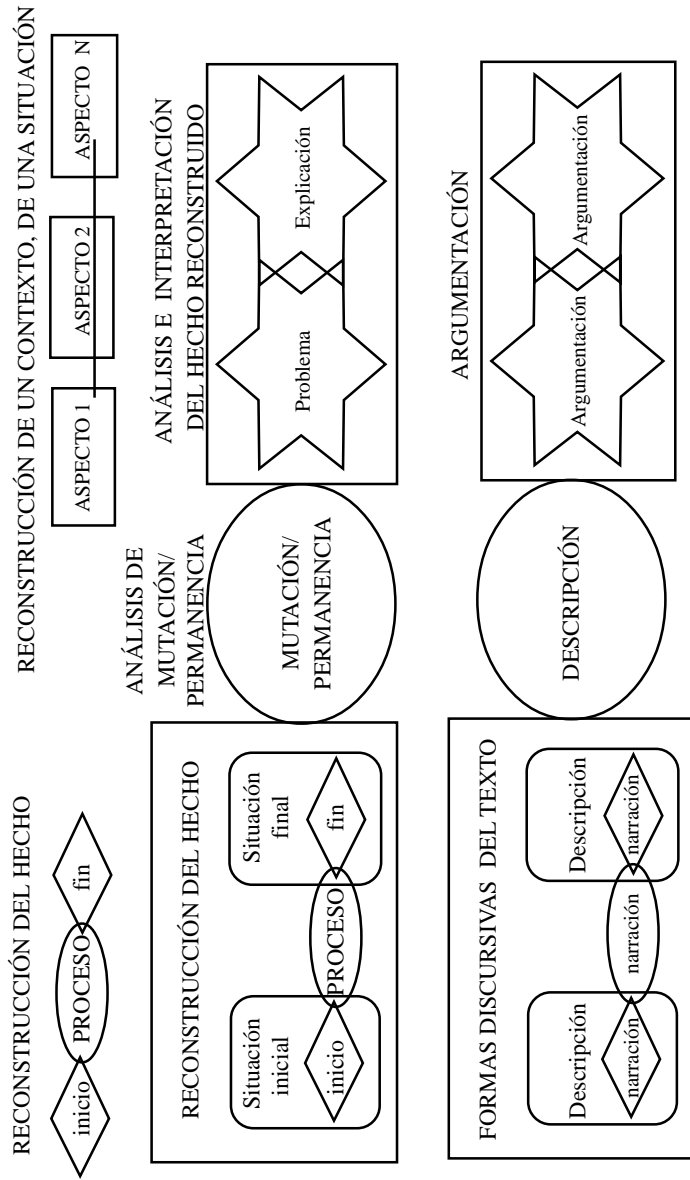 RECONSTRUCCIÓN DEL HECHO
inicio
PROCESO
fin
RECONSTRUCCIÓN DE UN CONTEXTO, DE UNA SITUACIÓN
ASPECTO 1
ASPECTO 2
ASPECTO N
RECONSTRUCCIÓN DEL HECHO
Situación
inicial
inicio
PROCESO
Situación
final
fin
ANÁLISIS DE
MUTACIÓN/
PERMANENCIA
MUTACIÓN/
PERMANENCIA
ANÁLISIS E INTERPRETACIÓN
DEL HECHO RECONSTRUIDO
Problema
Explicación
FORMAS DISCURSIVAS DEL TEXTO
Descripción
narración
narración
Descripción
narración
DESCRIPCIÓN
ARGUMENTACIÓN
Argumentación
Argumentación